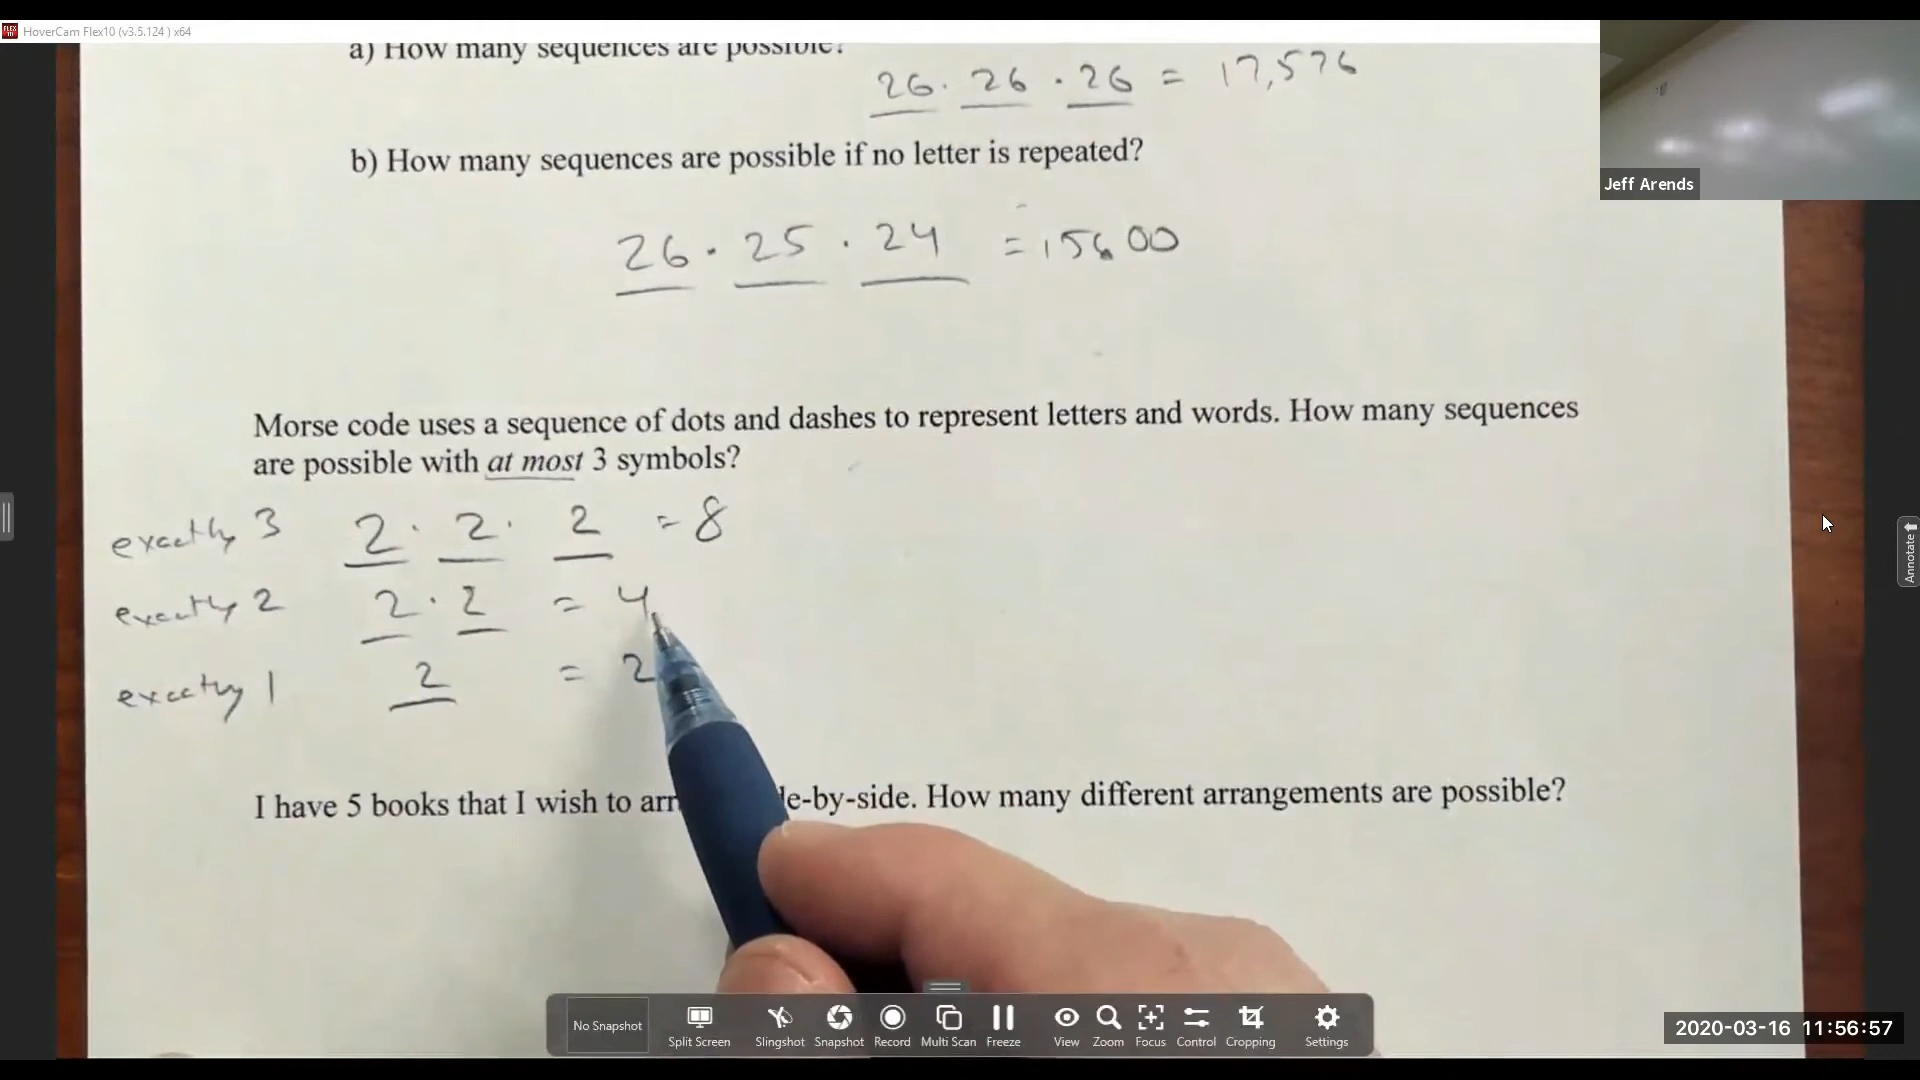 HoverCam Flex10 (v3.5.124) x64
a) How many sequences are possible?
26 · 26 · 26 = 17,576
Jeff Arends
b) How many sequences are possible if no letter is repeated?
26 · 25 · 24 = 15600
Morse code uses a sequence of dots and dashes to represent letters and words. How many sequences
are possible with at most 3 symbols?
exactly 3 2 · 2 · 2 = 8
exactly 2 2 · 2 = 4
exactly 1 2 = 2
Annotate
I have 5 books that I wish to arr e-by-side. How many different arrangements are possible?
No Snapshot
Split Screen Slingshot Snapshot Record Multi Scan Freeze View Zoom Focus Control Cropping Settings
2020-03-16 11:56:57